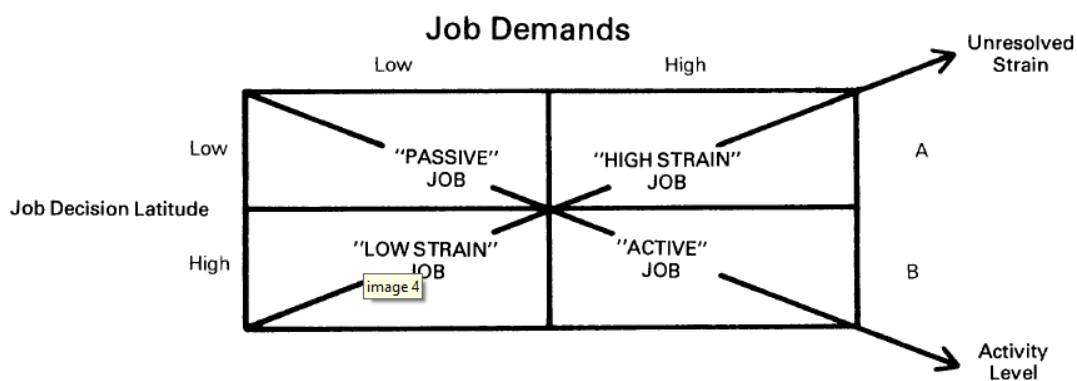 Job Demands
Unresolved
Strain
Low
High
Low
"PASSIVE"
JOB
"HIGH STRAIN"
JOB
A
Job Decision Latitude
High
"LOW STRAIN"
JOB
"ACTIVE"
JOB
B
image 4
Activity
Level